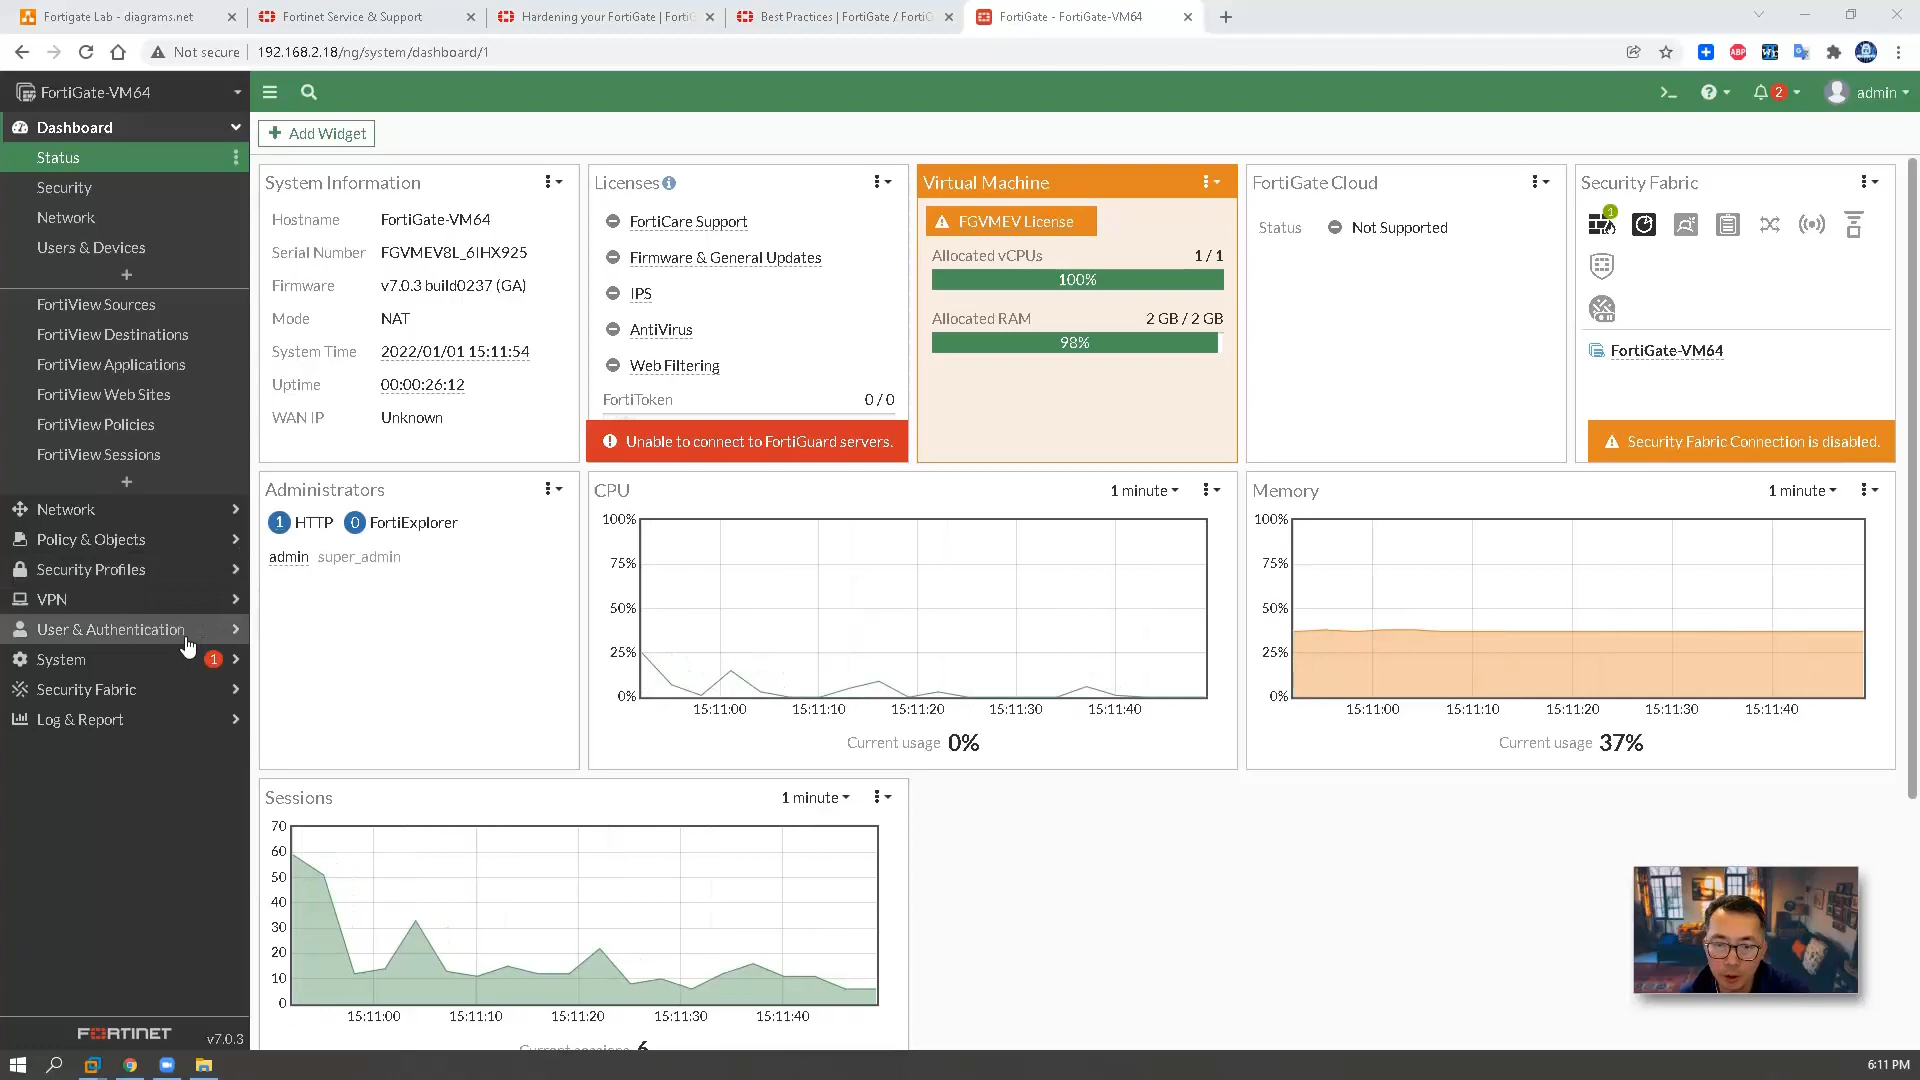 Fortigate Lab - diagrams.net
Fortinet Service & Support
Hardening your FortiGate | Forti
Best Practices | FortiGate / FortiO
FortiGate - FortiGate-VM64
Not secure
192.168.2.18/ng/system/dashboard/1
ABP
FortiGate-VM64
2
admin
Dashboard
Status
Security
Network
Users & Devices
FortiView Sources
FortiView Destinations
FortiView Applications
FortiView Web Sites
FortiView Policies
FortiView Sessions
Network
Policy & Objects
Security Profiles
VPN
User & Authentication
System
1
Security Fabric
Log & Report
FORTINET
v7.0.3
Add Widget
System Information
Hostname FortiGate-VM64
Serial Number FGVMEV8L_6IHX925
Firmware v7.0.3 build0237 (GA)
Mode NAT
System Time 2022/01/01 15:11:54
Uptime 00:00:26:12
WAN IP Unknown
Licenses
FortiCare Support
Firmware & General Updates
IPS
AntiVirus
Web Filtering
FortiToken 0 / 0
Unable to connect to FortiGuard servers.
Virtual Machine
FGVMEV License
Allocated vCPUs 1 / 1
100%
Allocated RAM 2 GB / 2 GB
98%
FortiGate Cloud
Status Not Supported
Security Fabric
1
FortiGate-VM64
Security Fabric Connection is disabled.
Administrators
1 HTTP 0 FortiExplorer
admin super_admin
CPU
1 minute
100%
75%
50%
25%
0%
15:11:00 15:11:10 15:11:20 15:11:30 15:11:40
Current usage 0%
Memory
1 minute
100%
75%
50%
25%
0%
15:11:00 15:11:10 15:11:20 15:11:30 15:11:40
Current usage 37%
Sessions
1 minute
70
60
50
40
30
20
10
0
15:11:00 15:11:10 15:11:20 15:11:30 15:11:40
Current sessions 6
6:11 PM